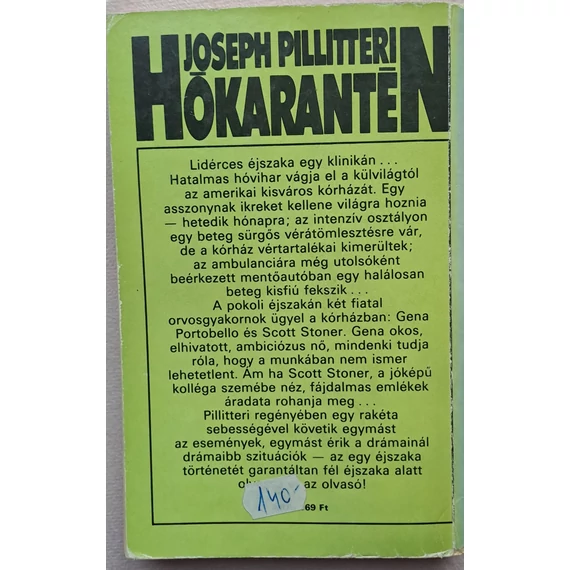 JOSEPH PILLITTERI
HŌKARANTĒN
Lidérces éjszaka egy klinikán . . .
Hatalmas hóvihar vágja el a külvilágtól
az amerikai kisváros kórházát. Egy
asszonynak ikreket kellene világra hoznia
— hetedik hónapra; az intenzív osztályon
egy beteg sürgős vérátömlesztésre vár,
de a kórház vértartalékai kimerültek;
az ambulanciára még utolsóként
beérkezett mentőautóban egy halálosan
beteg kisfiú fekszik . . .
A pokoli éjszakán két fiatal
orvosgyakornok ügyel a kórházban: Gena
Portobello és Scott Stoner. Gena okos,
elhivatott, ambiciózus nő, mindenki tudja
róla, hogy a munkában nem ismer
lehetetlent. Ám ha Scott Stoner, a jóképű
kolléga szemébe néz, fájdalmas emlékek
áradata rohanja meg . . .
Pillitteri regényében egy rakéta
sebességével követik egymást
az események, egymást érik a drámainál
drámaibb szituációk — az egy éjszaka
történetét garantáltan fél éjszaka alatt
az olvasó!
140,-
69 Ft